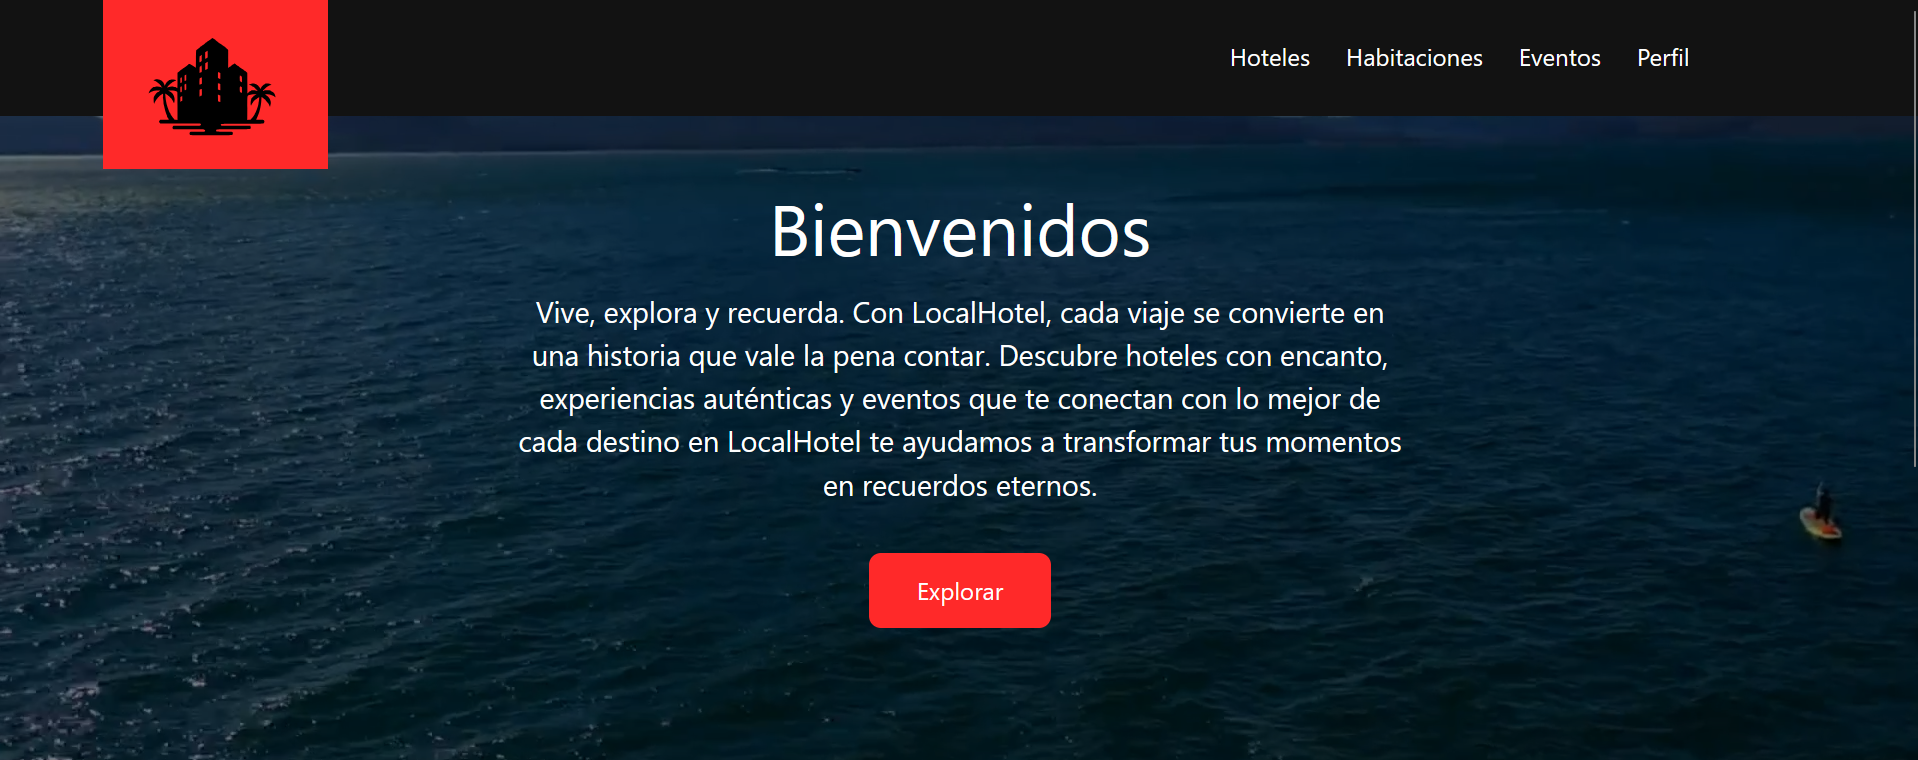 Hoteles Habitaciones Eventos Perfil
Bienvenidos
Vive, explora y recuerda. Con LocalHotel, cada viaje se convierte en
una historia que vale la pena contar. Descubre hoteles con encanto,
experiencias auténticas y eventos que te conectan con lo mejor de
cada destino en LocalHotel te ayudamos a transformar tus momentos
en recuerdos eternos.
Explorar